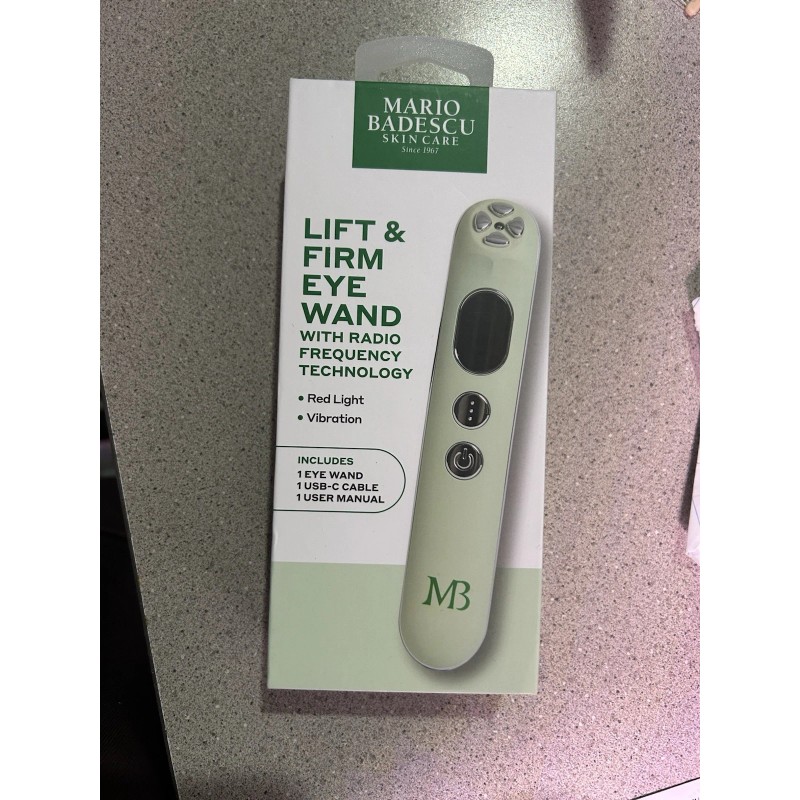 MARIO
BADESCU
SKIN CARE
Since 1967
LIFT &
FIRM
EYE
WAND
WITH RADIO
FREQUENCY
TECHNOLOGY
• Red Light
• Vibration
INCLUDES
1 EYE WAND
1 USB-C CABLE
1 USER MANUAL
MB